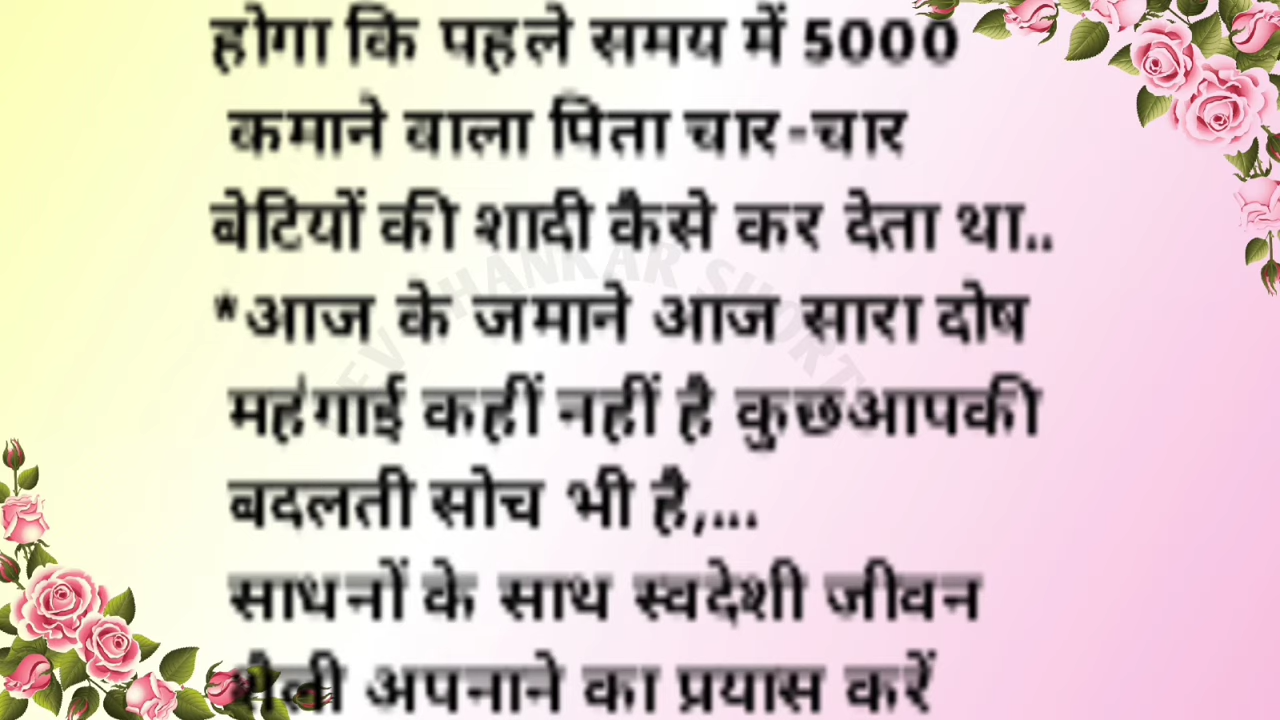 होगा कि पहले समय में 5000
कमाने वाला पिता चार-चार
बेटियों की शादी कैसे कर देता था..
*आज के जमाने आज सारा दोष
महंगाई कहीं नहीं है कुछआपकी
बदलती सोच भी है,...
साधनों के साथ स्वदेशी जीवन
शैली अपनाने का प्रयास करें